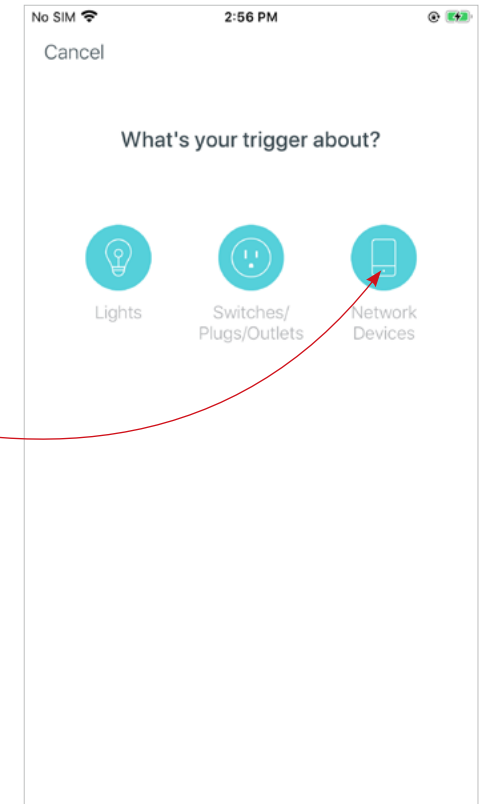 No SIM 2:56 PM
Cancel
What's your trigger about?
Lights
Switches/
Plugs/Outlets
Network
Devices